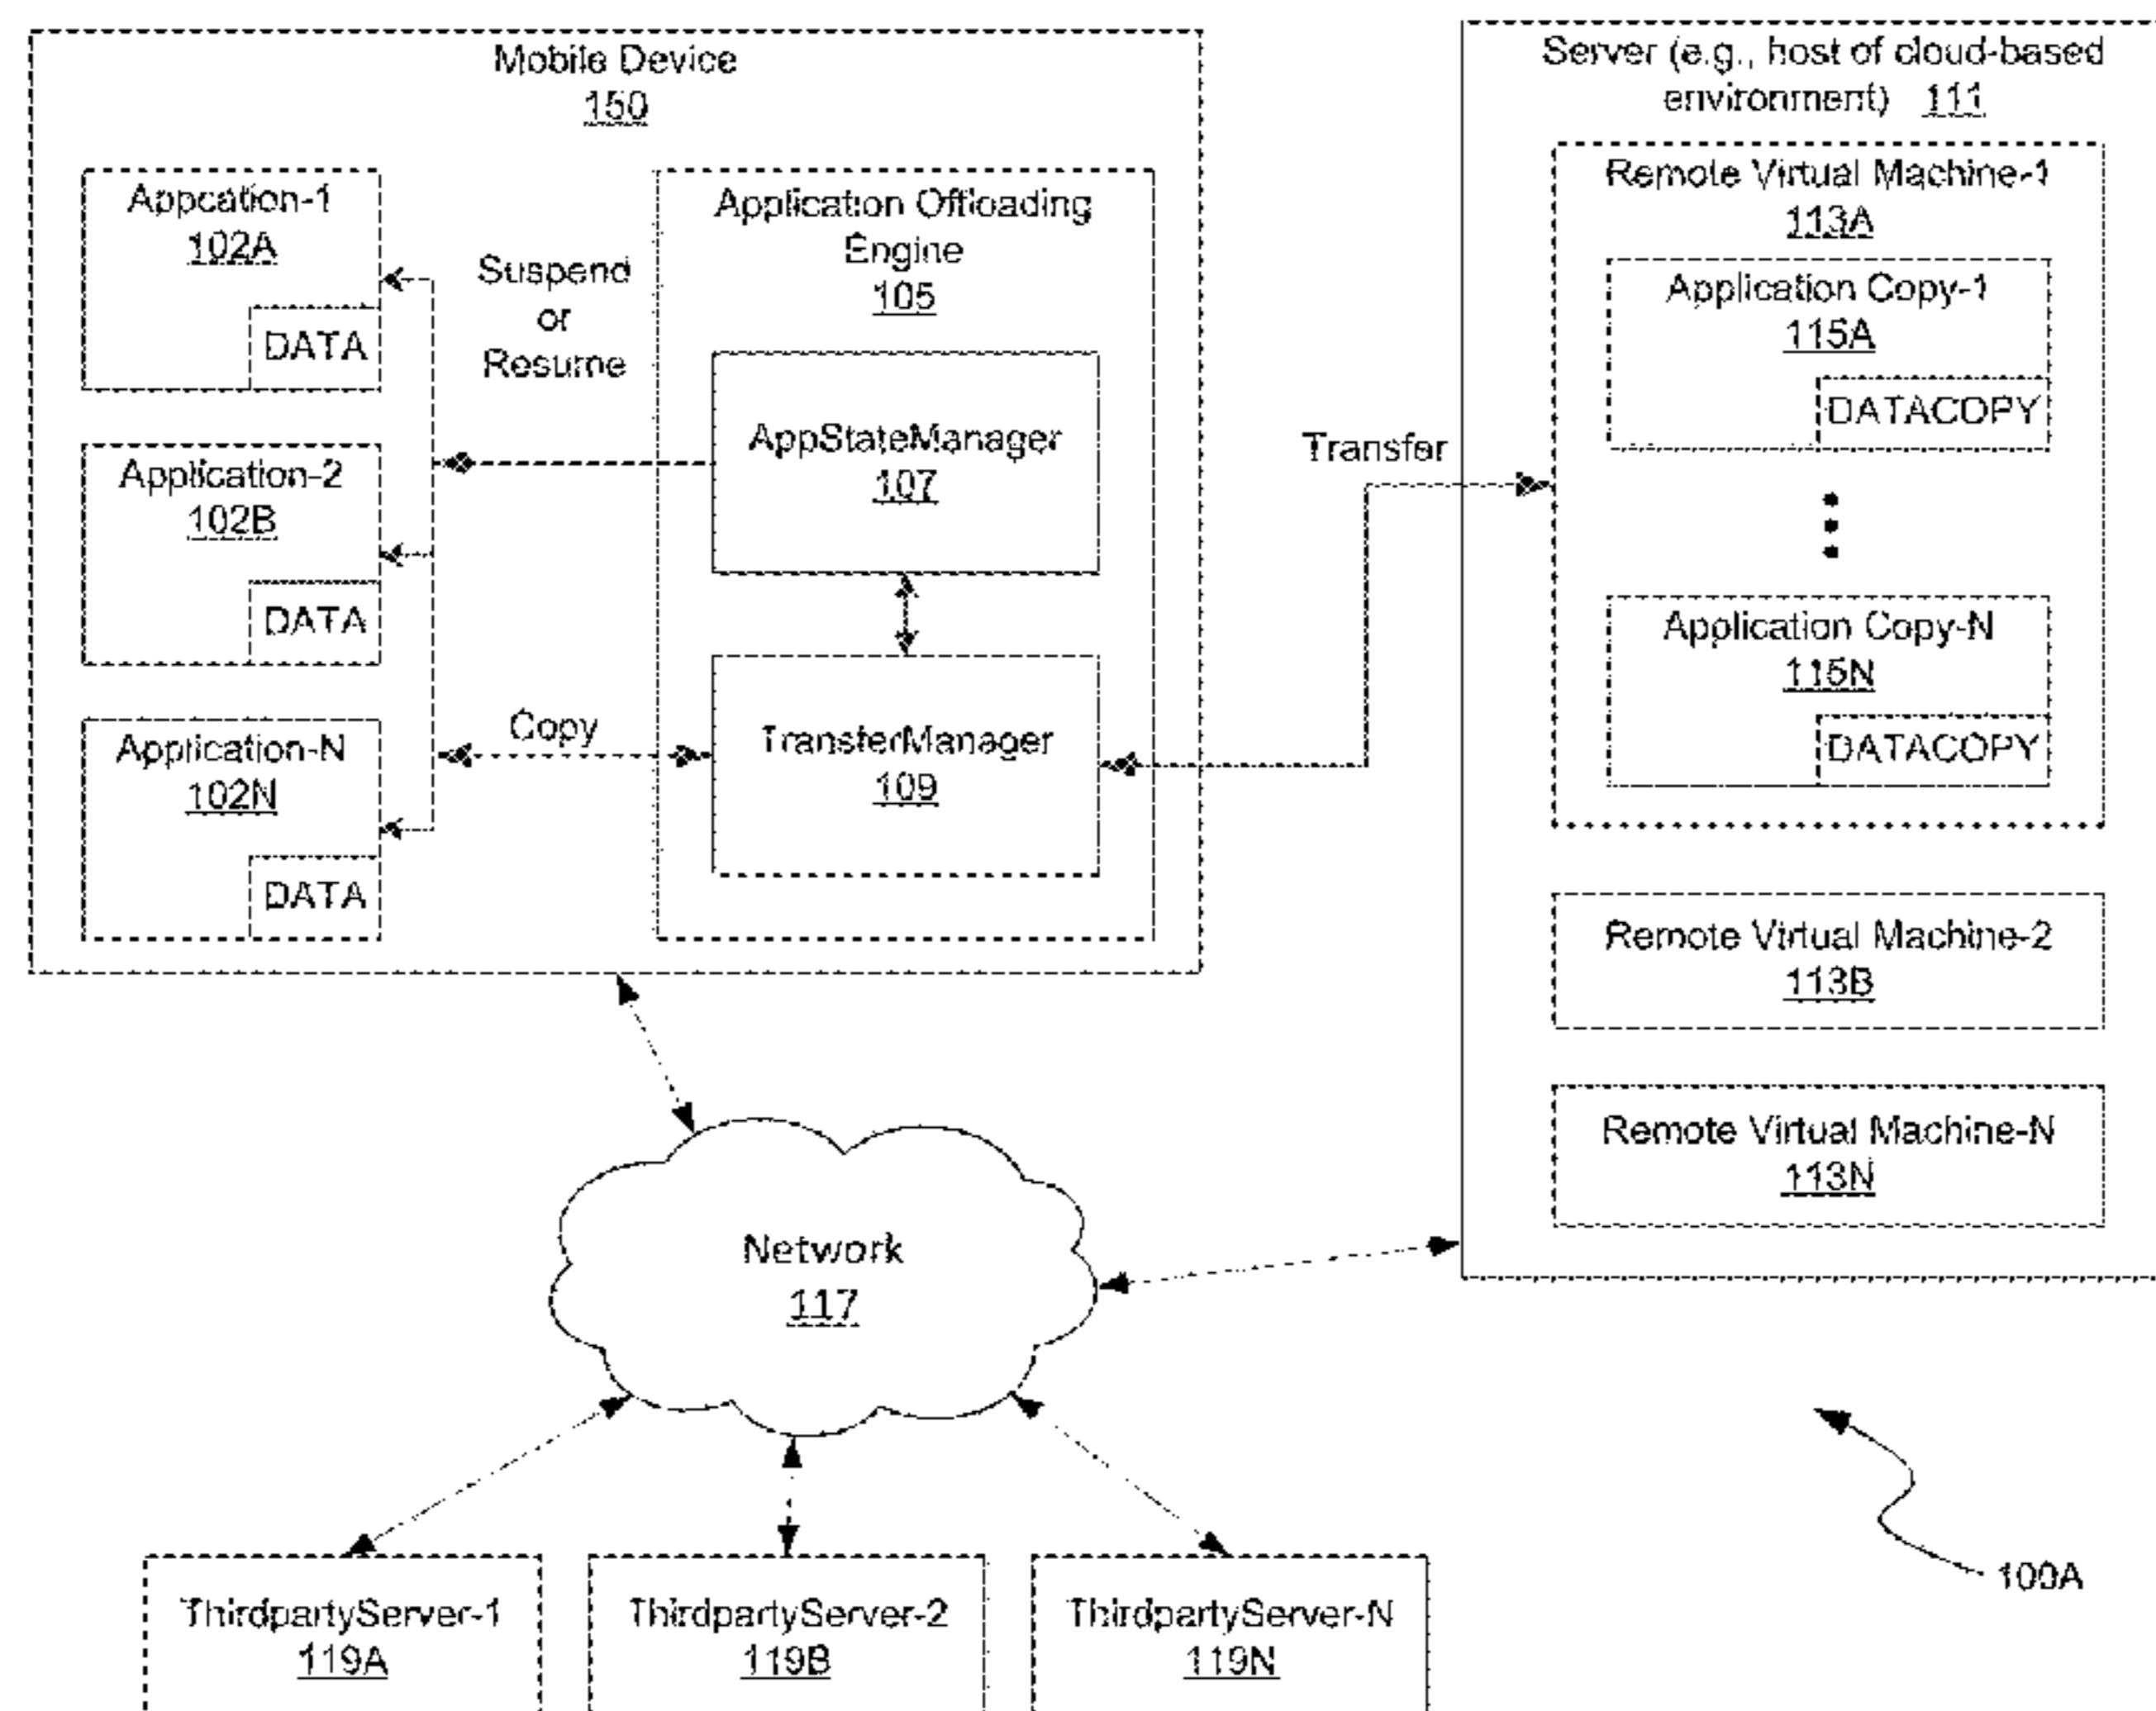 Mobile Device
150
Appcation-1
102A
DATA
Application-2
102B
DATA
Application-N
102N
DATA
Suspend
or
Resume
Copy
Application Offloading
Engine
105
AppStateManager
107
TransferManager
109
Transfer
Server (e.g., host of cloud-based
environment) 111
Remote Virtual Machine-1
113A
Application Copy-1
115A
DATACOPY
Application Copy-N
115N
DATACOPY
Remote Virtual Machine-2
113B
Remote Virtual Machine-N
113N
Network
117
ThirdpartyServer-1
119A
ThirdpartyServer-2
119B
ThirdpartyServer-N
119N
100A